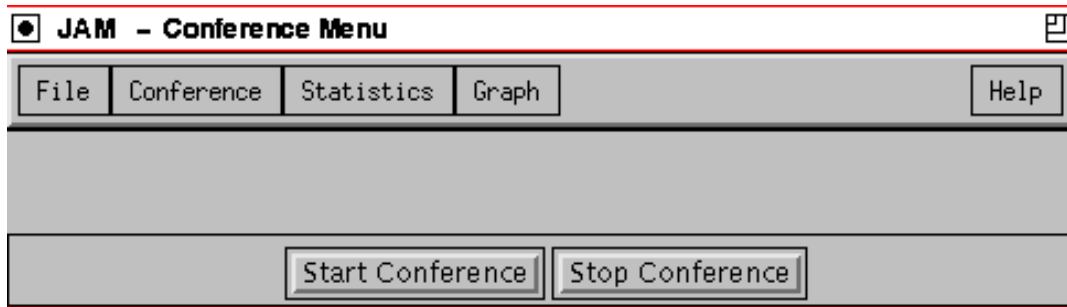 JAM – Conference Menu
File Conference Statistics Graph Help
Start Conference Stop Conference